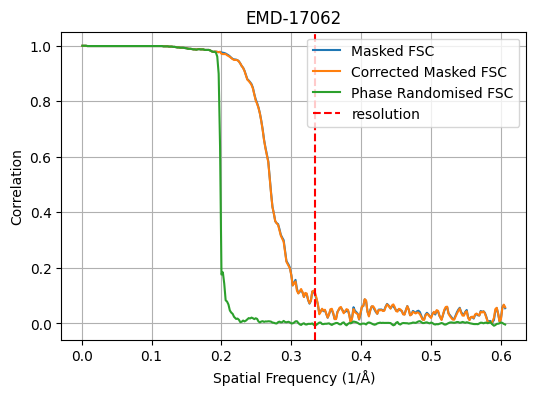 EMD-17062
Masked FSC
Corrected Masked FSC
Phase Randomised FSC
resolution
Correlation
1.0
0.8
0.6
0.4
0.2
0.0
0.0 0.1 0.2 0.3 0.4 0.5 0.6
Spatial Frequency (1/Å)